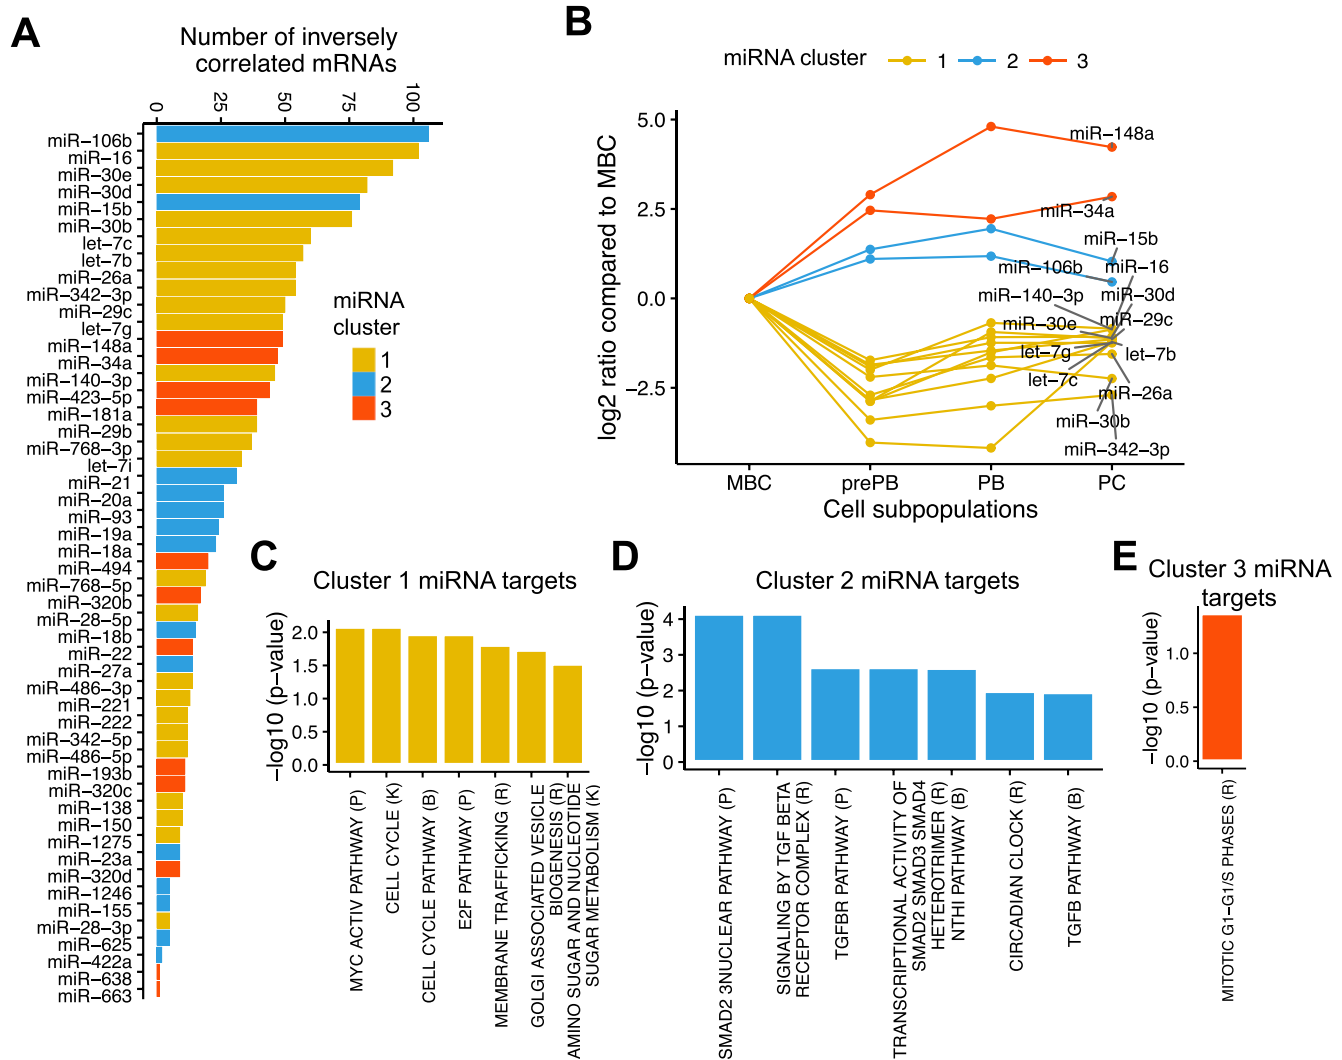 A
Number of inversely
correlated mRNAs
0
25
50
75
100
miR−106b
miR−16
miR−30e
miR−30d
miR−15b
miR−30b
let−7c
let−7b
miR−26a
miR−342−3p
miR−29c
let−7g
miR−148a
miR−34a
miR−140−3p
miR−423−5p
miR−181a
miR−29b
miR−768−3p
let−7i
miR−21
miR−20a
miR−93
miR−19a
miR−18a
miR−494
miR−768−5p
miR−320b
miR−28−5p
miR−18b
miR−22
miR−27a
miR−486−3p
miR−221
miR−222
miR−342−5p
miR−486−5p
miR−193b
miR−320c
miR−138
miR−150
miR−1275
miR−23a
miR−320d
miR−1246
miR−155
miR−28−3p
miR−625
miR−422a
miR−638
miR−663
miRNA
cluster
1
2
3
B
miRNA cluster
1
2
3
log2 ratio compared to MBC
5.0
2.5
0.0
−2.5
miR−148a
miR−34a
miR−15b
miR−106b
miR−16
miR−140−3p
miR−30d
miR−30e
miR−29c
let−7g
let−7b
let−7c
miR−26a
miR−30b
miR−342−3p
MBC
prePB
PB
PC
Cell subpopulations
C
Cluster 1 miRNA targets
−log10 (p−value)
2.0
1.5
1.0
0.5
0.0
MYC ACTIV PATHWAY (P)
CELL CYCLE (K)
CELL CYCLE PATHWAY (B)
E2F PATHWAY (P)
MEMBRANE TRAFFICKING (R)
GOLGI ASSOCIATED VESICLE
BIOGENESIS (R)
AMINO SUGAR AND NUCLEOTIDE
SUGAR METABOLISM (K)
D
Cluster 2 miRNA targets
−log10 (p−value)
4
3
2
1
0
SMAD2 3NUCLEAR PATHWAY (P)
SIGNALING BY TGF BETA
RECEPTOR COMPLEX (R)
TGFBR PATHWAY (P)
TRANSCRIPTIONAL ACTIVITY OF
SMAD2 SMAD3 SMAD4
HETEROTRIMER (R)
NTHI PATHWAY (B)
CIRCADIAN CLOCK (R)
TGFB PATHWAY (B)
E
Cluster 3 miRNA
targets
−log10 (p−value)
1.0
0.5
0.0
MITOTIC G1−G1/S PHASES (R)